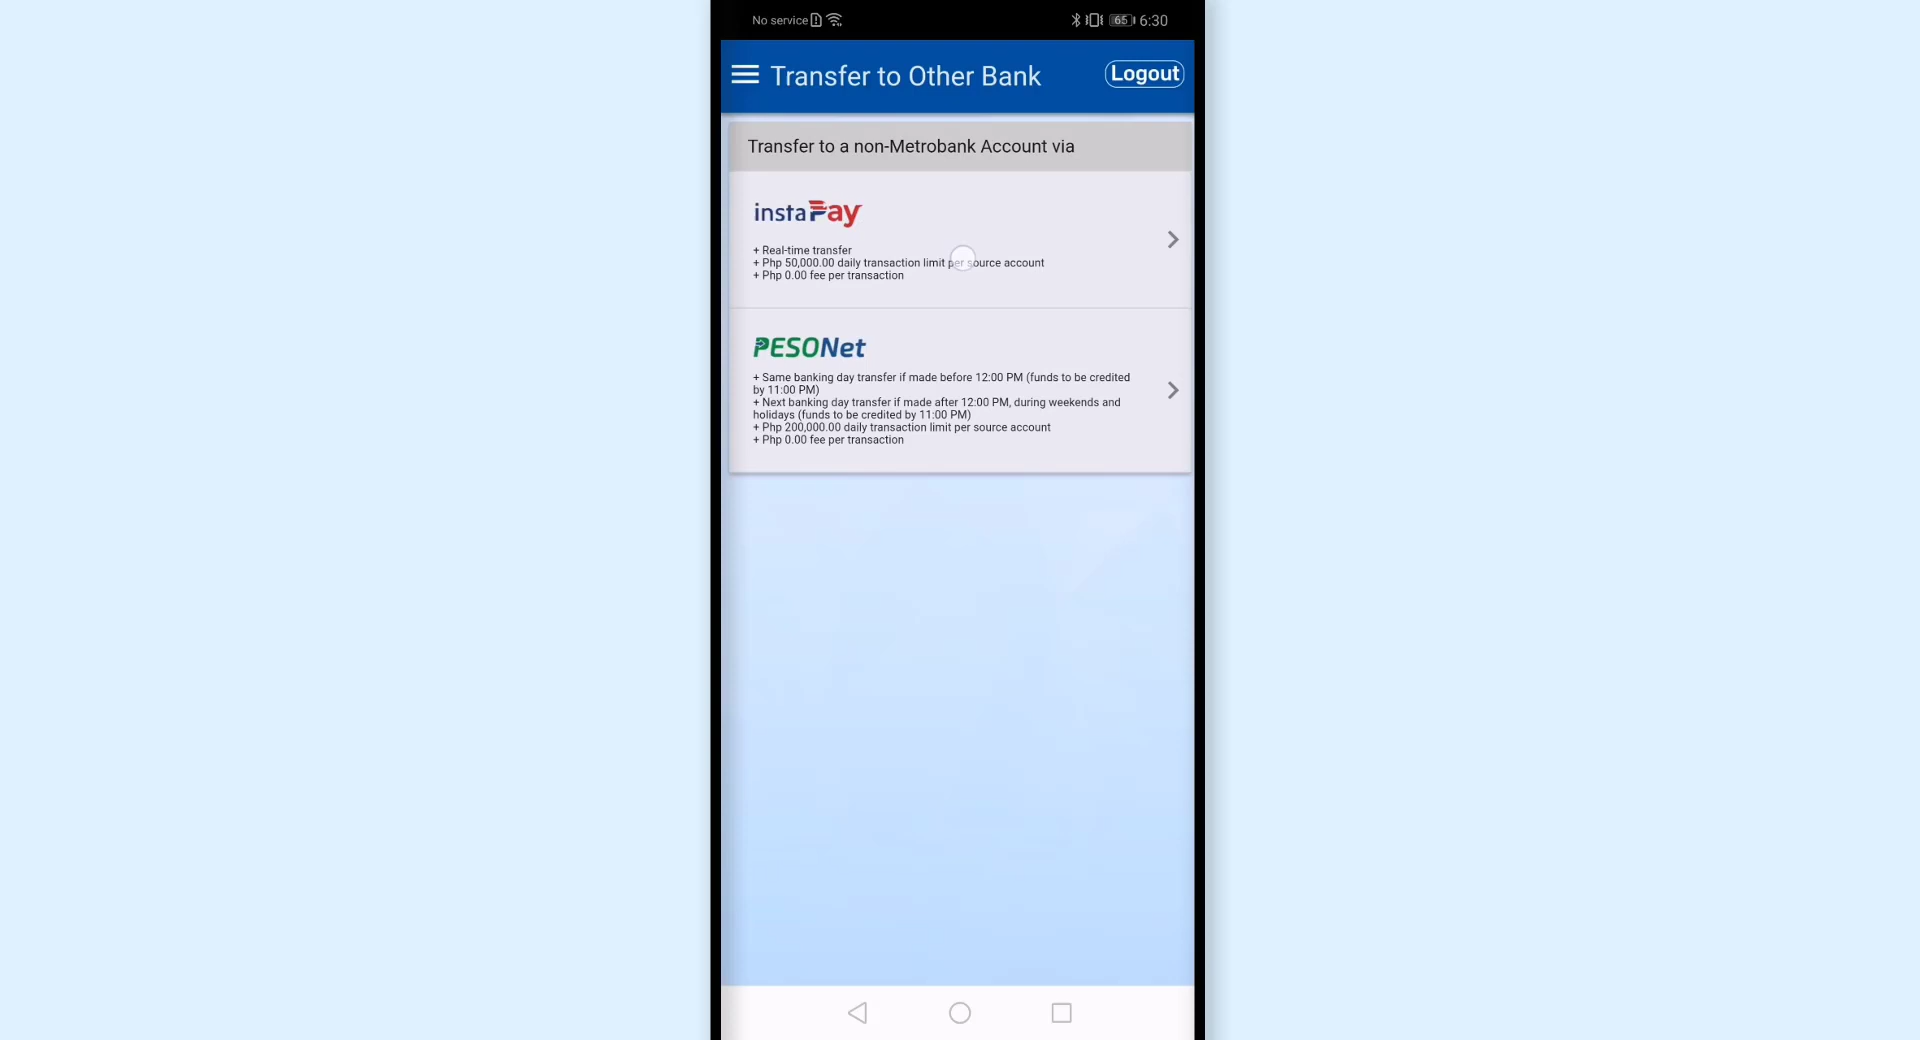 No service 65 6:30
Transfer to Other Bank Logout
Transfer to a non-Metrobank Account via
instaPay
+ Real-time transfer
+ Php 50,000.00 daily transaction limit per source account
+ Php 0.00 fee per transaction
PESONet
+ Same banking day transfer if made before 12:00 PM (funds to be credited
by 11:00 PM)
+ Next banking day transfer if made after 12:00 PM, during weekends and
holidays (funds to be credited by 11:00 PM)
+ Php 200,000.00 daily transaction limit per source account
+ Php 0.00 fee per transaction